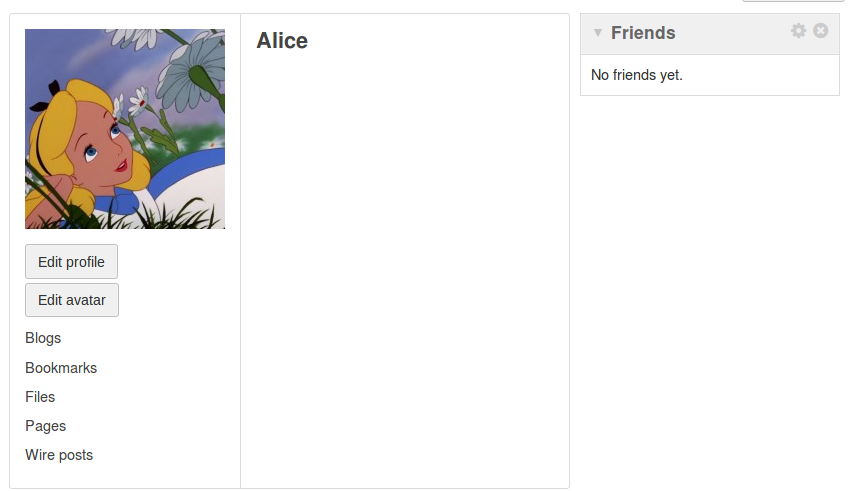 Alice
Edit profile
Edit avatar
Blogs
Bookmarks
Files
Pages
Wire posts
Friends
No friends yet.